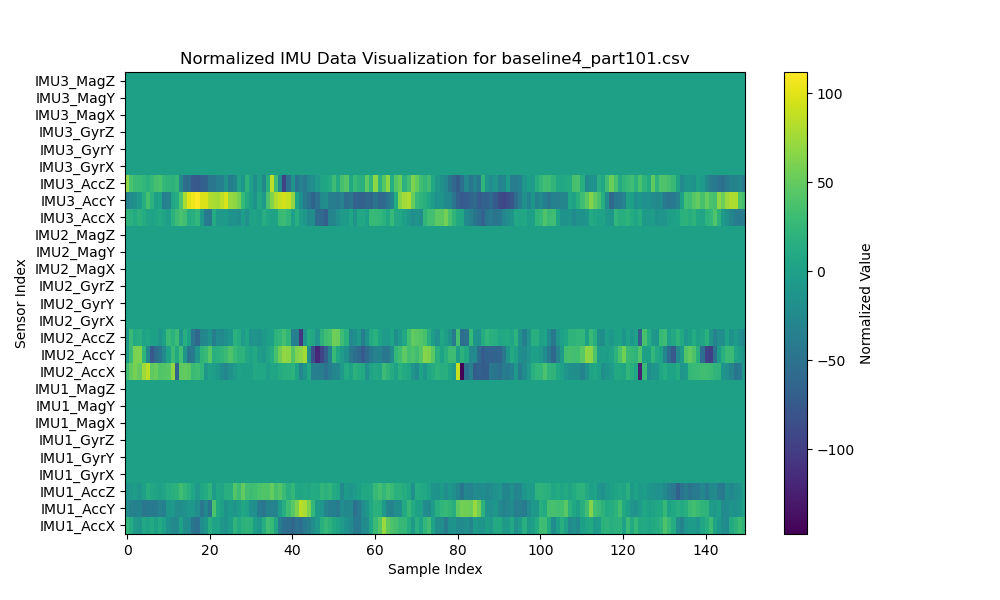 Normalized IMU Data Visualization for baseline4_part101.csv
IMU3_MagZ
IMU3_MagY
IMU3_MagX
IMU3_GyrZ
IMU3_GyrY
IMU3_GyrX
IMU3_AccZ
IMU3_AccY
IMU3_AccX
IMU2_MagZ
IMU2_MagY
IMU2_MagX
IMU2_GyrZ
IMU2_GyrY
IMU2_GyrX
IMU2_AccZ
IMU2_AccY
IMU2_AccX
IMU1_MagZ
IMU1_MagY
IMU1_MagX
IMU1_GyrZ
IMU1_GyrY
IMU1_GyrX
IMU1_AccZ
IMU1_AccY
IMU1_AccX
Sensor Index
0 20 40 60 80 100 120 140
Sample Index
100
50
0
−50
−100
Normalized Value